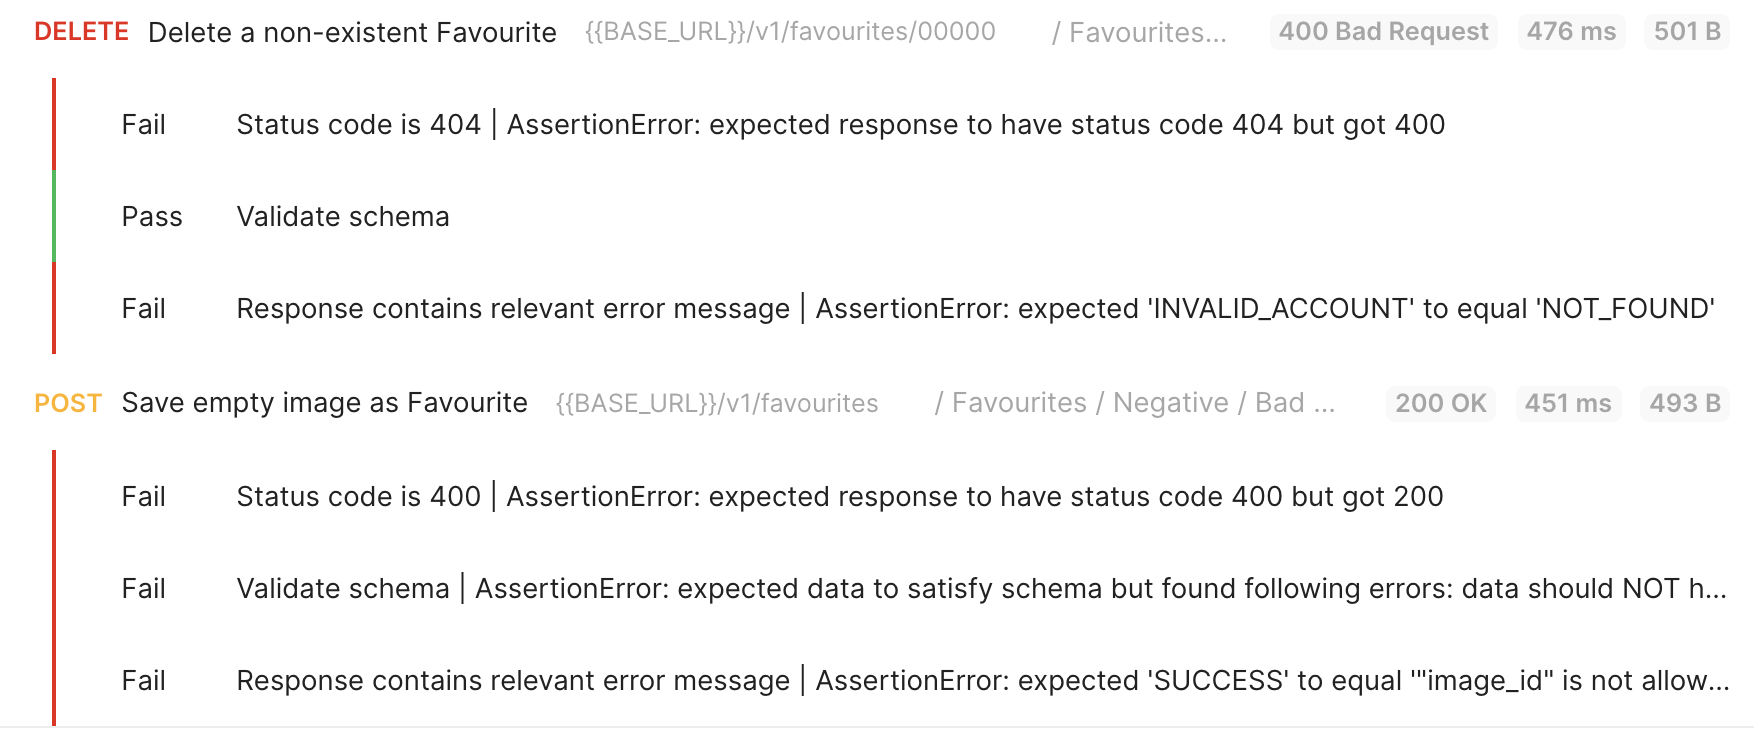 DELETE Delete a non-existent Favourite {{BASE_URL}}/v1/favourites/00000 / Favourites... 400 Bad Request 476 ms 501 B
Fail Status code is 404 | AssertionError: expected response to have status code 404 but got 400
Pass Validate schema
Fail Response contains relevant error message | AssertionError: expected 'INVALID_ACCOUNT' to equal 'NOT_FOUND'
POST Save empty image as Favourite {{BASE_URL}}/v1/favourites / Favourites / Negative / Bad ... 200 OK 451 ms 493 B
Fail Status code is 400 | AssertionError: expected response to have status code 400 but got 200
Fail Validate schema | AssertionError: expected data to satisfy schema but found following errors: data should NOT h...
Fail Response contains relevant error message | AssertionError: expected 'SUCCESS' to equal '"image_id" is not allow...